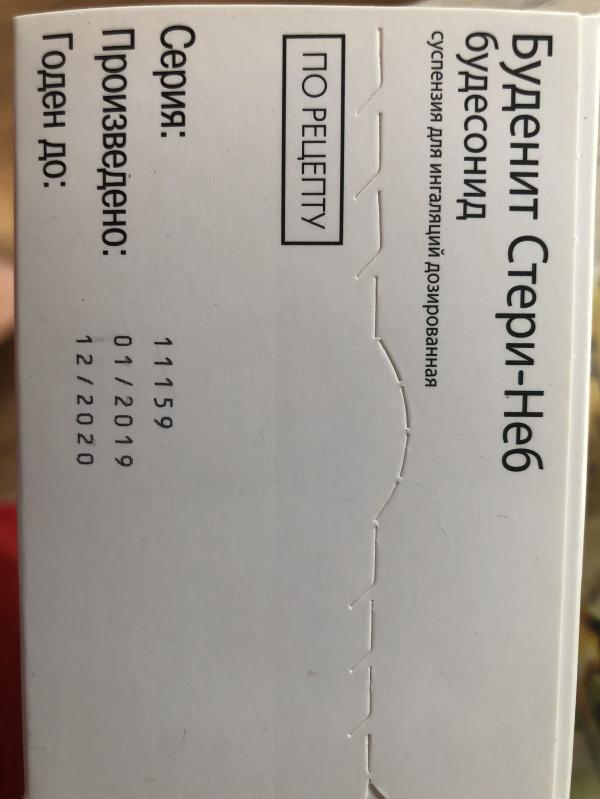 Буденит Стери-Неб
будесонид
суспензия для ингаляций дозированная
ПО РЕЦЕПТУ
Серия: 11159
Произведено: 01/2019
Годен до: 12/2020